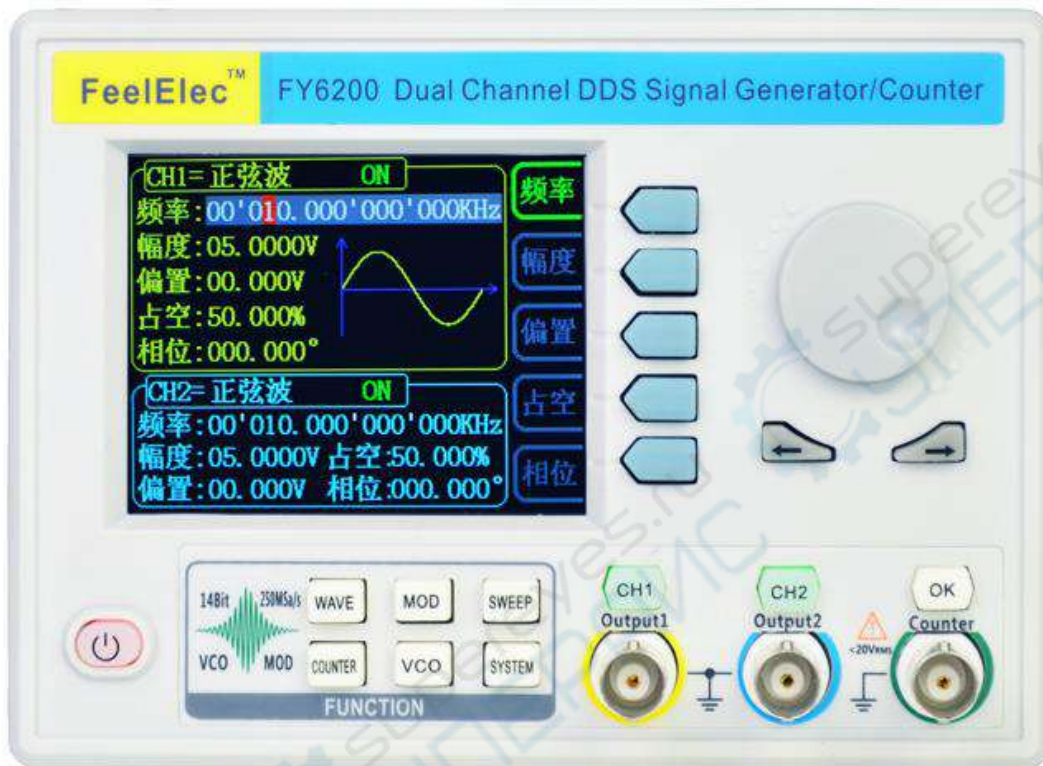 FeelElec™
FY6200 Dual Channel DDS Signal Generator/Counter
CH1=正弦波 ON
频率:00'010.000'000'000KHz
幅度:05.0000V
偏置:00.000V
占空:50.000%
相位:000.000°
CH2=正弦波 ON
频率:00'010.000'000'000KHz
幅度:05.0000V 占空:50.000%
偏置:00.000V 相位:000.000°
频率
幅度
偏置
占空
相位
14Bit 250MSa/s
VCO MOD
WAVE MOD SWEEP
COUNTER VCO SYSTEM
FUNCTION
CH1 CH2 OK
Output1 Output2 Counter
<20VRMS
supereyes.ru